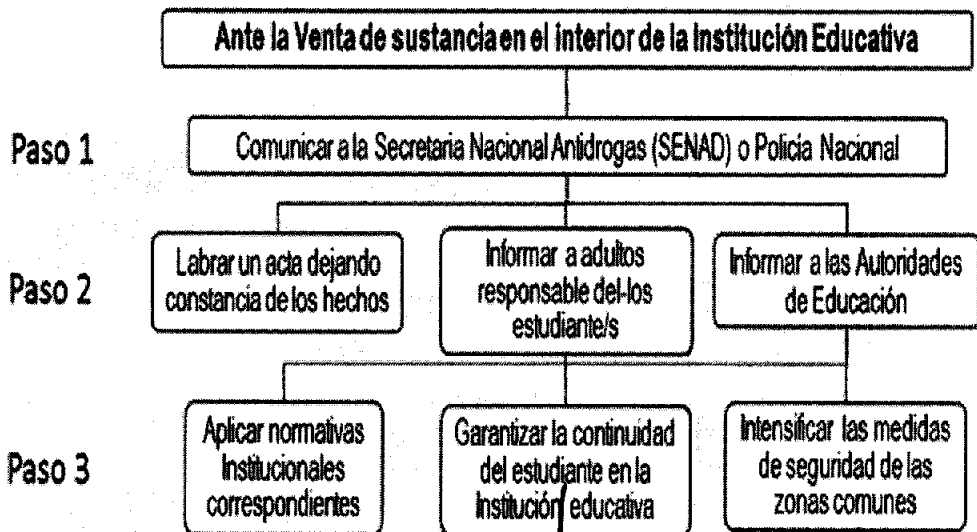 Ante la Venta de sustancia en el interior de la Institución Educativa
Paso 1
Comunicar a la Secretaria Nacional Antidrogas (SENAD) o Policía Nacional
Paso 2
Labrar un acta dejando
constancia de los hechos
Informar a adultos
responsable del-los
estudiante/s
Informar a las Autoridades
de Educación
Paso 3
Aplicar normativas
Institucionales
correspondientes
Garantizar la continuidad
del estudiante en la
Institución educativa
Intensificar las medidas
de seguridad de las
zonas comunes